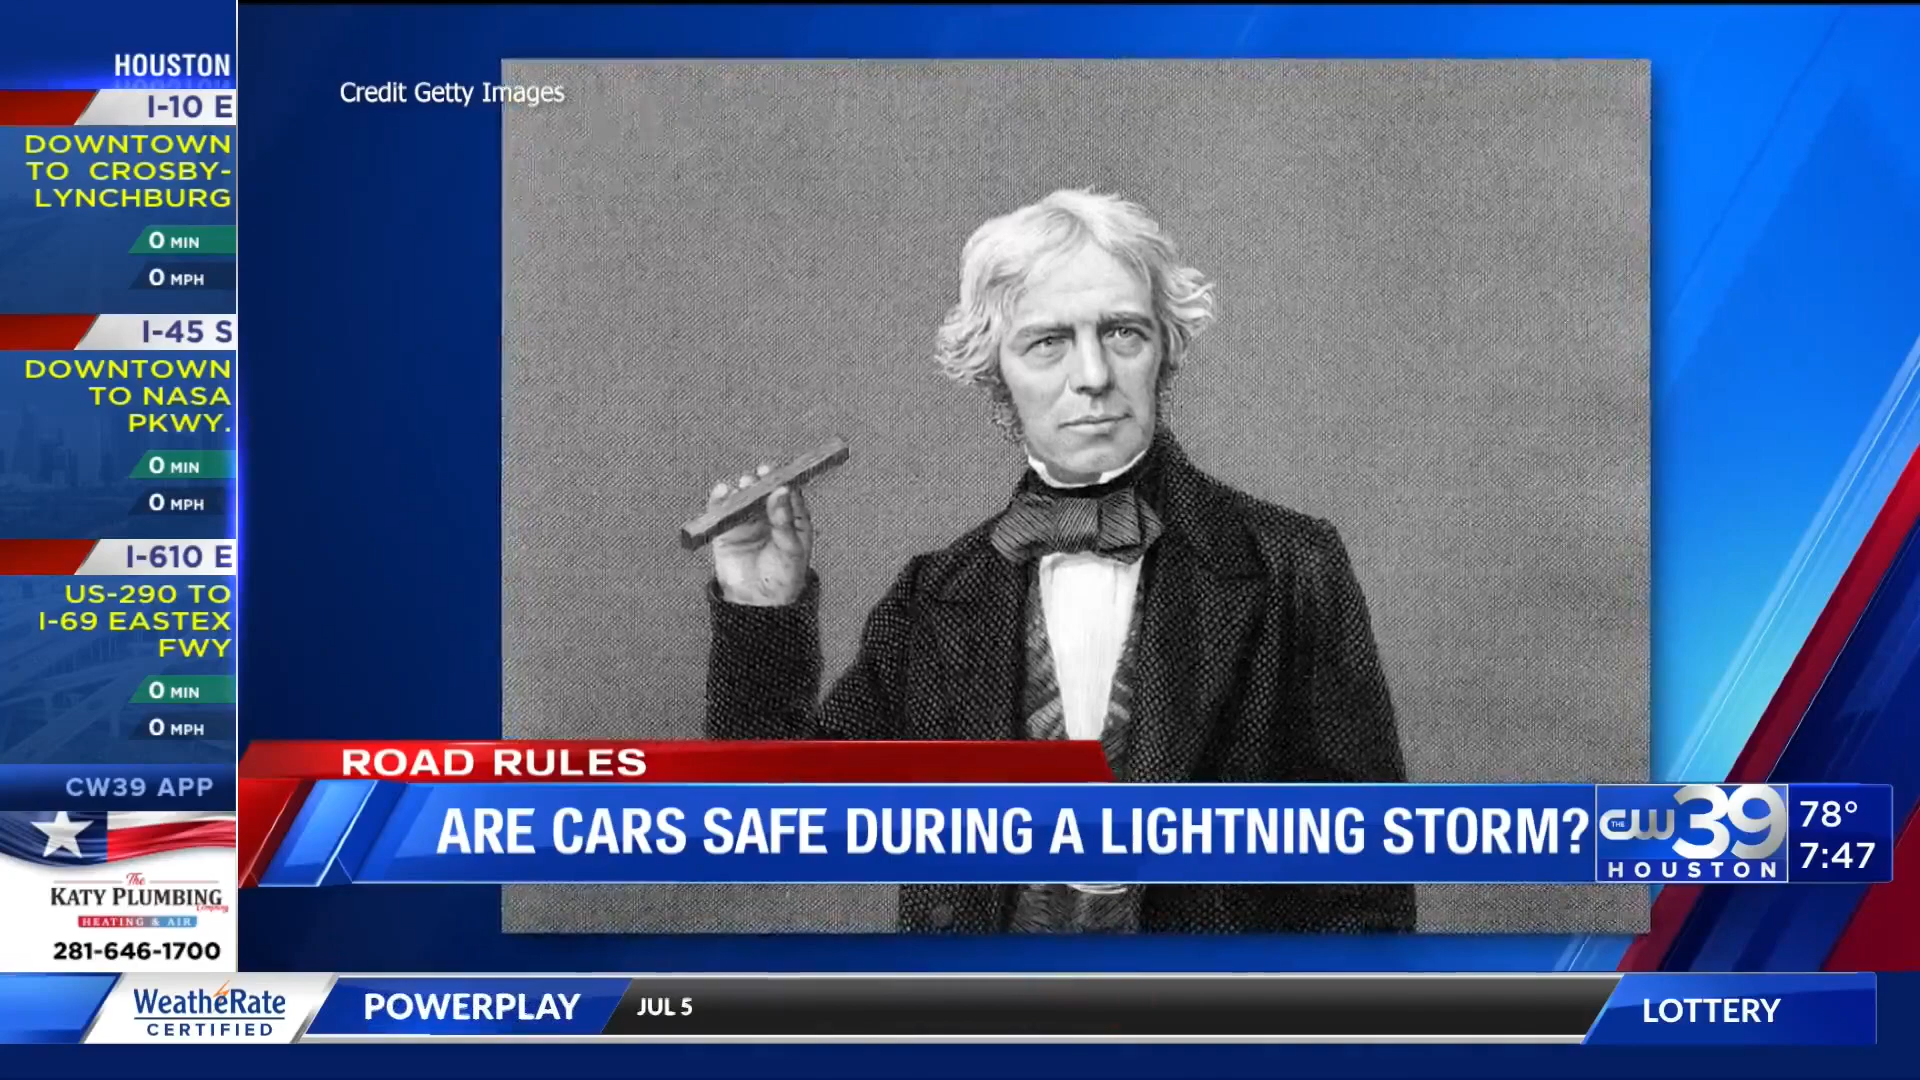 HOUSTON
I-10 E
DOWNTOWN
TO CROSBY-
LYNCHBURG
0 MIN
0 MPH
I-45 S
DOWNTOWN
TO NASA
PKWY.
0 MIN
0 MPH
I-610 E
US-290 TO
I-69 EASTEX
FWY
0 MIN
0 MPH
CW39 APP
The
KATY PLUMBING
Company
HEATING & AIR
281-646-1700
Credit Getty Images
ROAD RULES
ARE CARS SAFE DURING A LIGHTNING STORM?
THE CW39
HOUSTON
78°
7:47
WeatheRate
CERTIFIED
POWERPLAY
JUL 5
LOTTERY